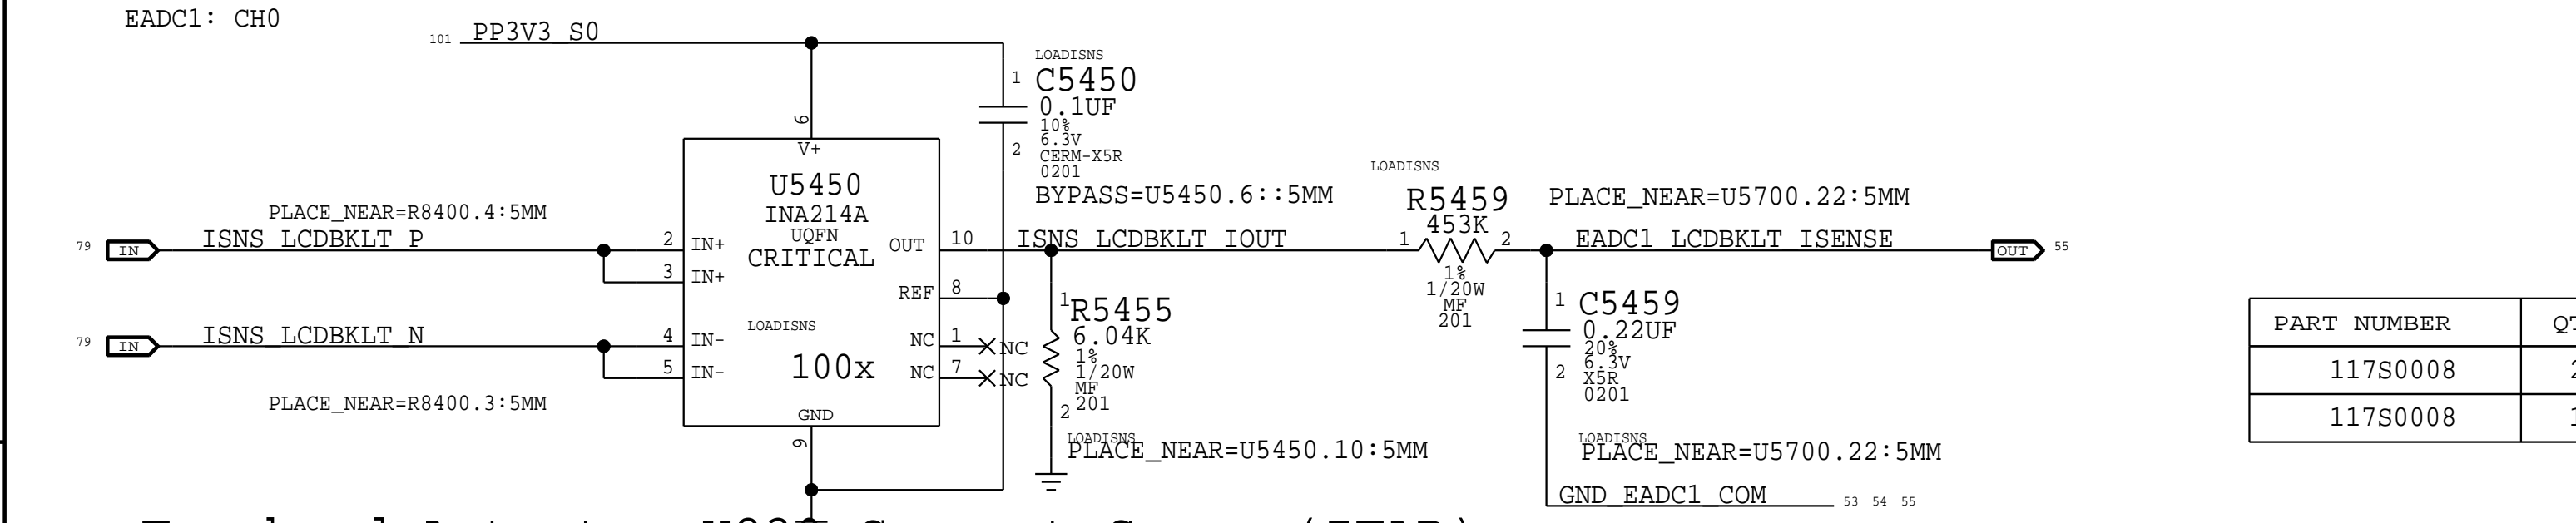 EADC1: CH0
101 PP3V3_S0
LOADISNS
1 C5450
0.1UF
10%
6.3V
2 CERM-X5R
0201
BYPASS=U5450.6::5MM
6
V+
U5450
INA214A
UQFN
CRITICAL
LOADISNS
100x
GND
9
PLACE_NEAR=R8400.4:5MM
79 IN ISNS_LCDBKLT_P
2 IN+
3 IN+
79 IN ISNS_LCDBKLT_N
4 IN-
5 IN-
PLACE_NEAR=R8400.3:5MM
OUT 10 ISNS_LCDBKLT_IOUT
REF 8
NC 1 NC
NC 7 NC
1 R5455
6.04K
1%
1/20W
MF
2 201
LOADISNS
PLACE_NEAR=U5450.10:5MM
LOADISNS
R5459
453K
1 2
1%
1/20W
MF
201
PLACE_NEAR=U5700.22:5MM
EADC1_LCDBKLT_ISENSE OUT 55
1 C5459
0.22UF
20%
6.3V
2 X5R
0201
LOADISNS
PLACE_NEAR=U5700.22:5MM
GND_EADC1_COM 53 54 55
PART NUMBER
117S0008
117S0008